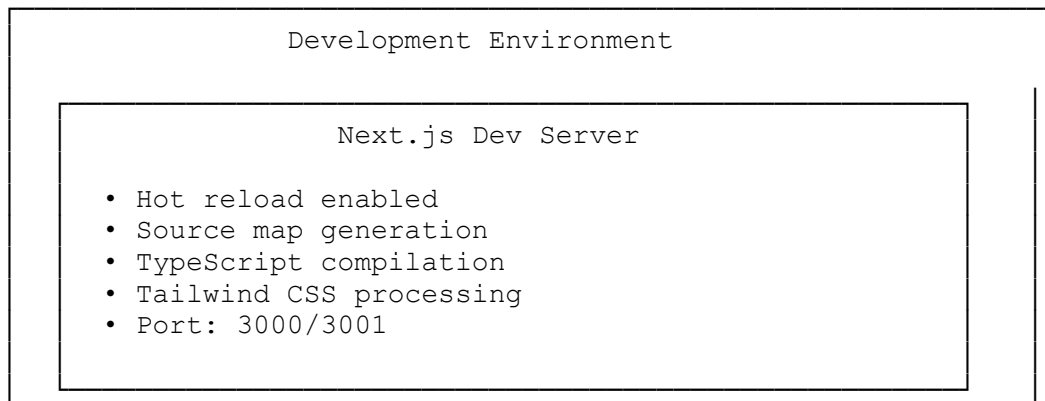 Development Environment
Next.js Dev Server
• Hot reload enabled
• Source map generation
• TypeScript compilation
• Tailwind CSS processing
• Port: 3000/3001